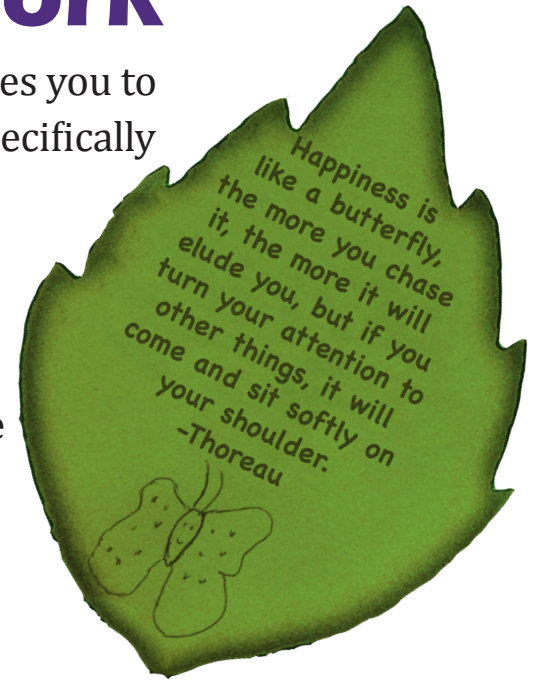 ork
es you to
ecifically
Happiness is
like a butterfly,
the more you chase
it, the more it will
elude you, but if you
turn your attention to
other things, it will
come and sit softly on
your shoulder.
-Thoreau
e